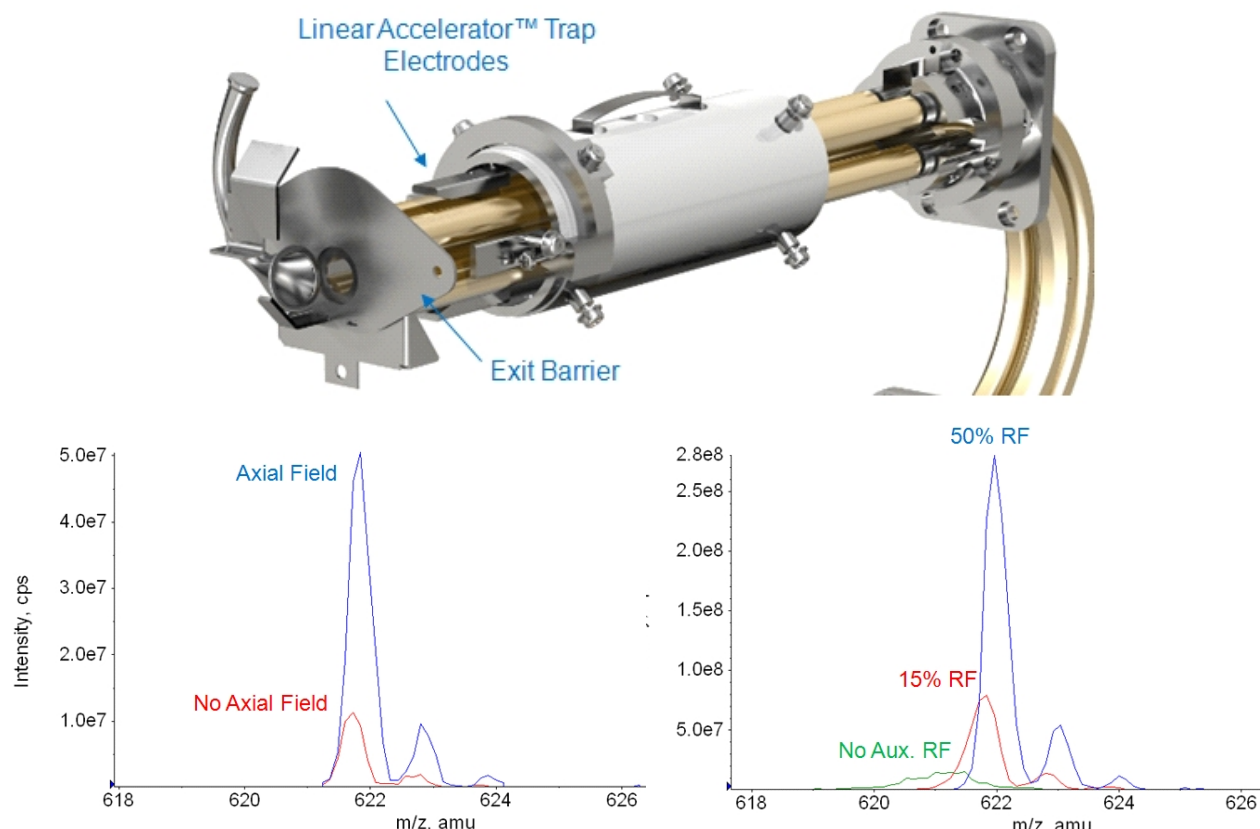 Linear Accelerator™ Trap
Electrodes
Exit Barrier
5.0e7
Axial Field
4.0e7
3.0e7
2.0e7
No Axial Field
1.0e7
Intensity, cps
618
620
622
624
626
m/z, amu
50% RF
2.8e8
2.5e8
2.0e8
1.5e8
1.0e8
15% RF
5.0e7
No Aux. RF
618
620
622
624
626
m/z, amu